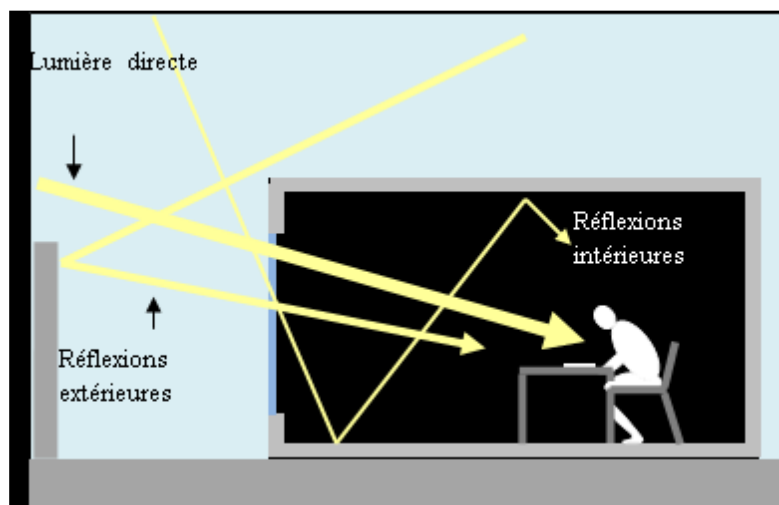 Lumière directe
Réflexions
intérieures
Réflexions
extérieures